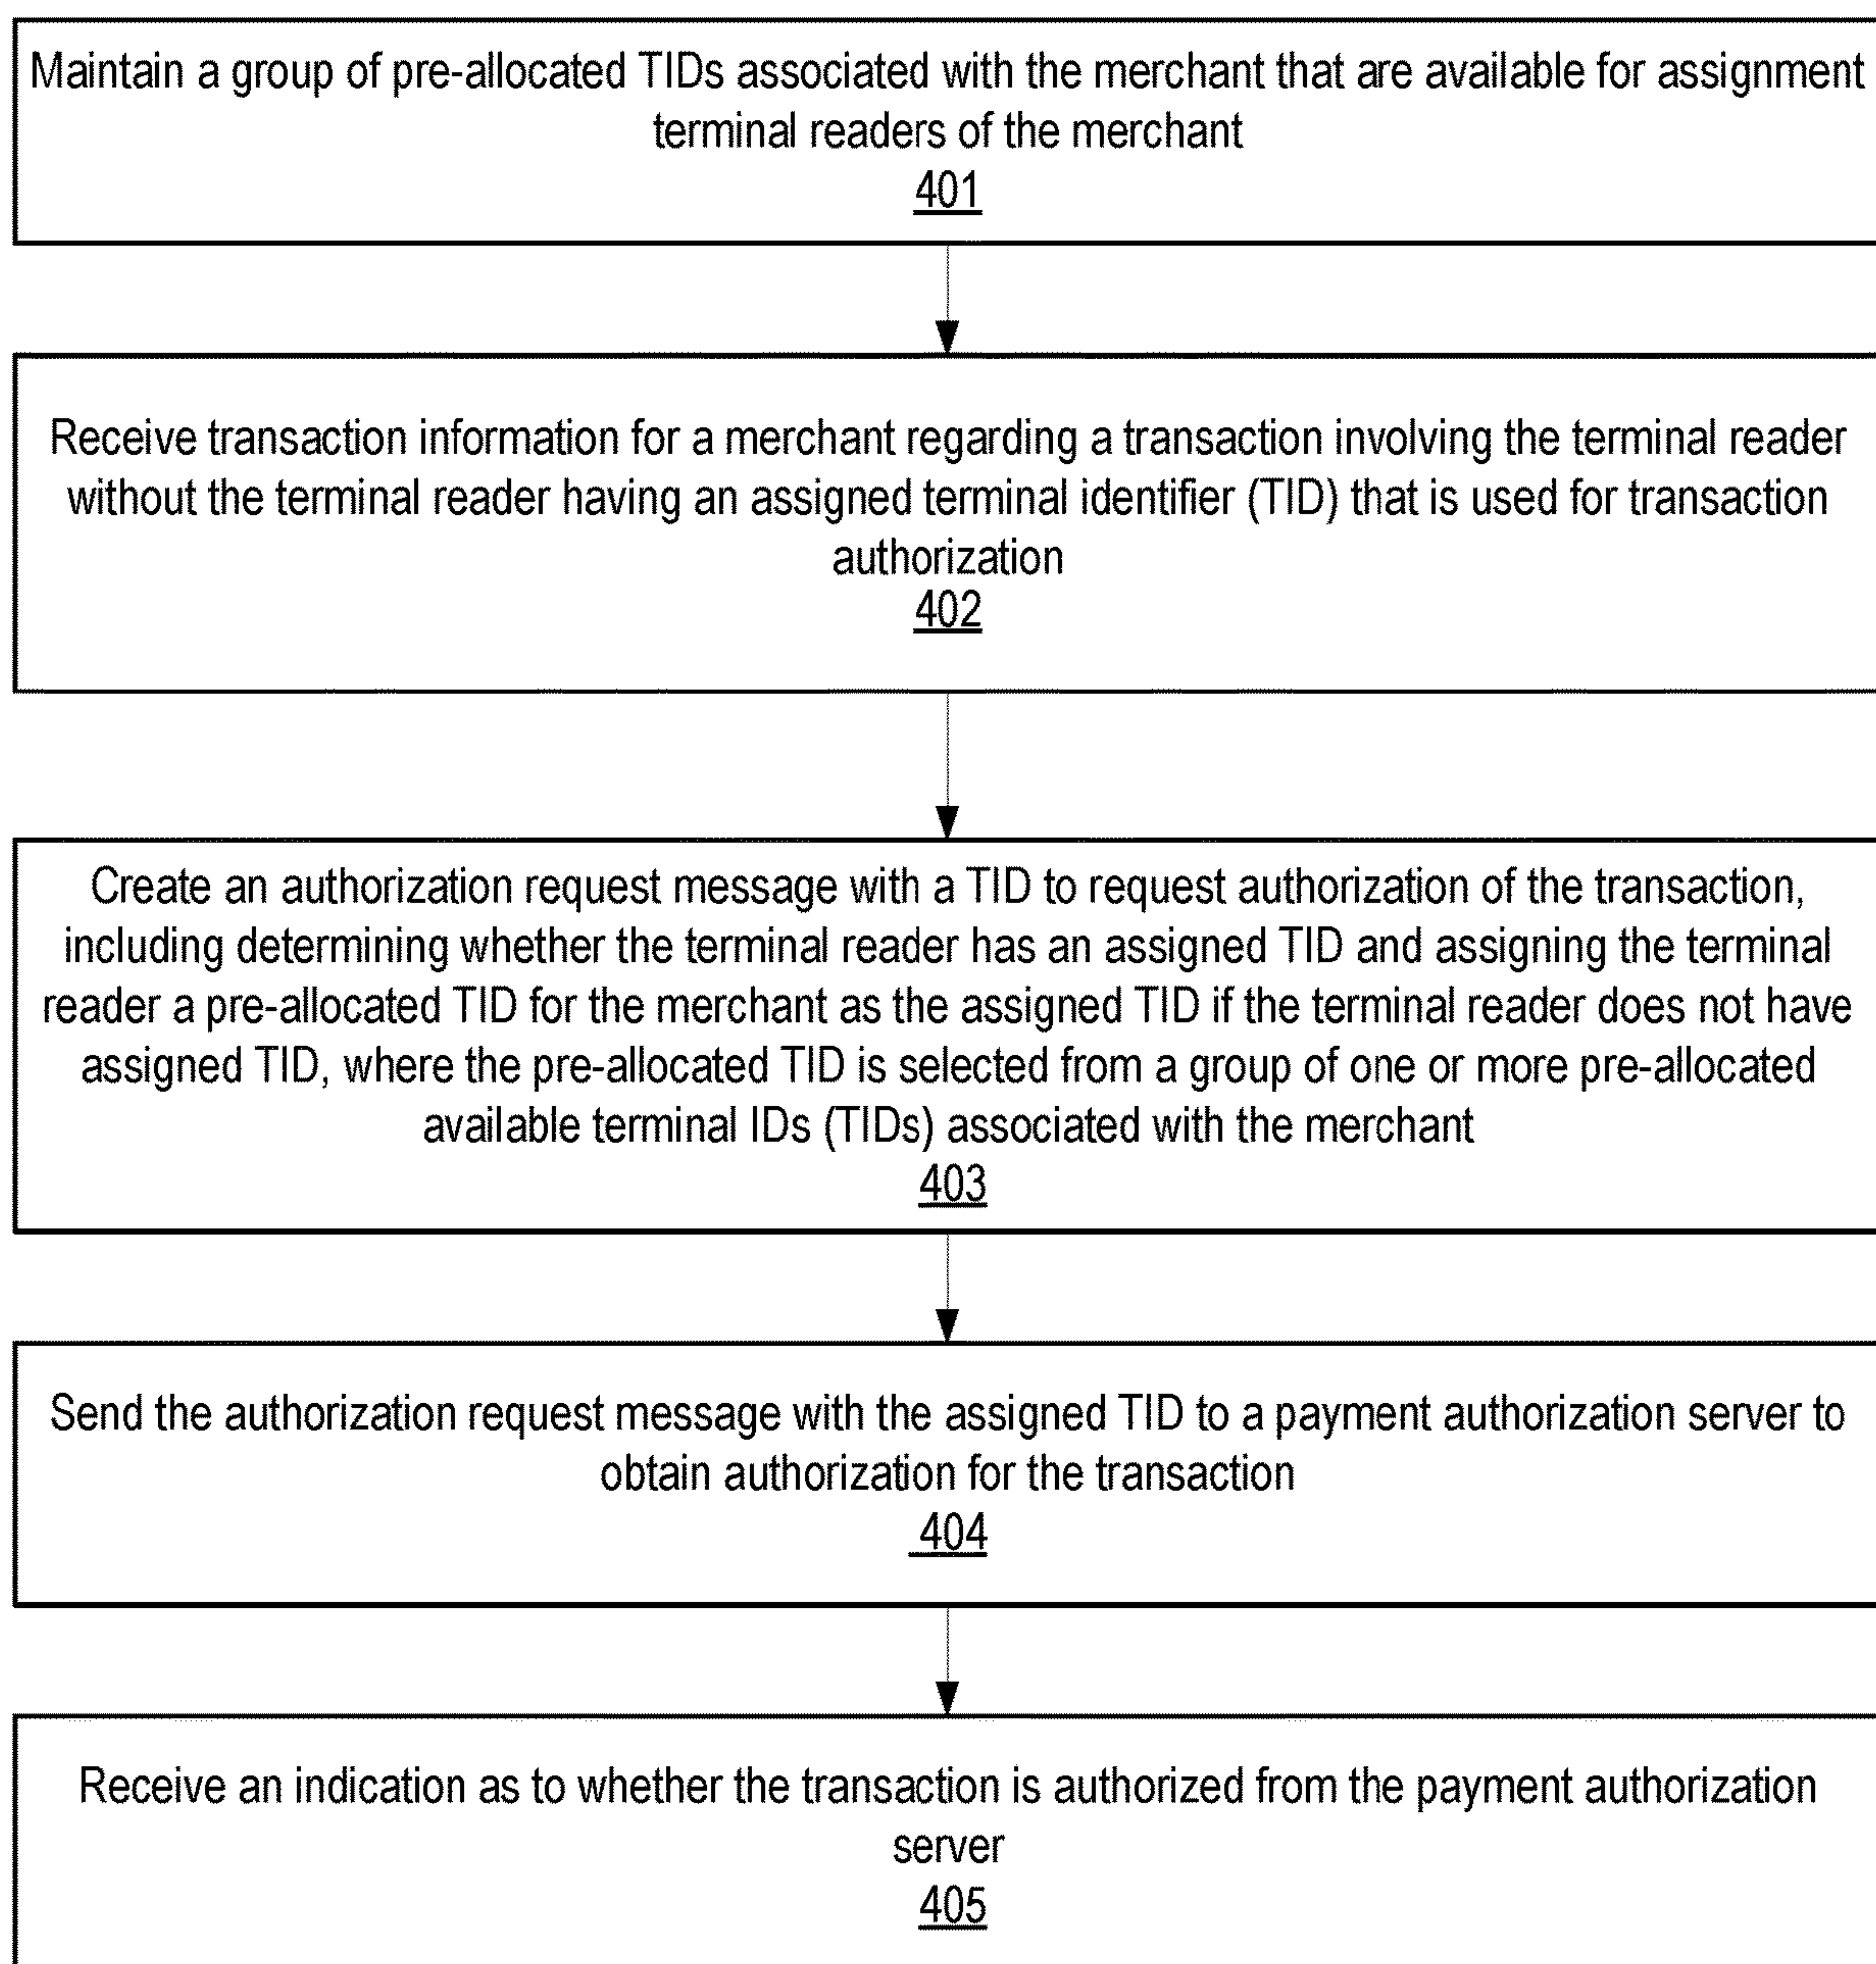 Maintain a group of pre-allocated TIDs associated with the merchant that are available for assignment
terminal readers of the merchant
401
Receive transaction information for a merchant regarding a transaction involving the terminal reader
without the terminal reader having an assigned terminal identifier (TID) that is used for transaction
authorization
402
Create an authorization request message with a TID to request authorization of the transaction,
including determining whether the terminal reader has an assigned TID and assigning the terminal
reader a pre-allocated TID for the merchant as the assigned TID if the terminal reader does not have
assigned TID, where the pre-allocated TID is selected from a group of one or more pre-allocated
available terminal IDs (TIDs) associated with the merchant
403
Send the authorization request message with the assigned TID to a payment authorization server to
obtain authorization for the transaction
404
Receive an indication as to whether the transaction is authorized from the payment authorization
server
405